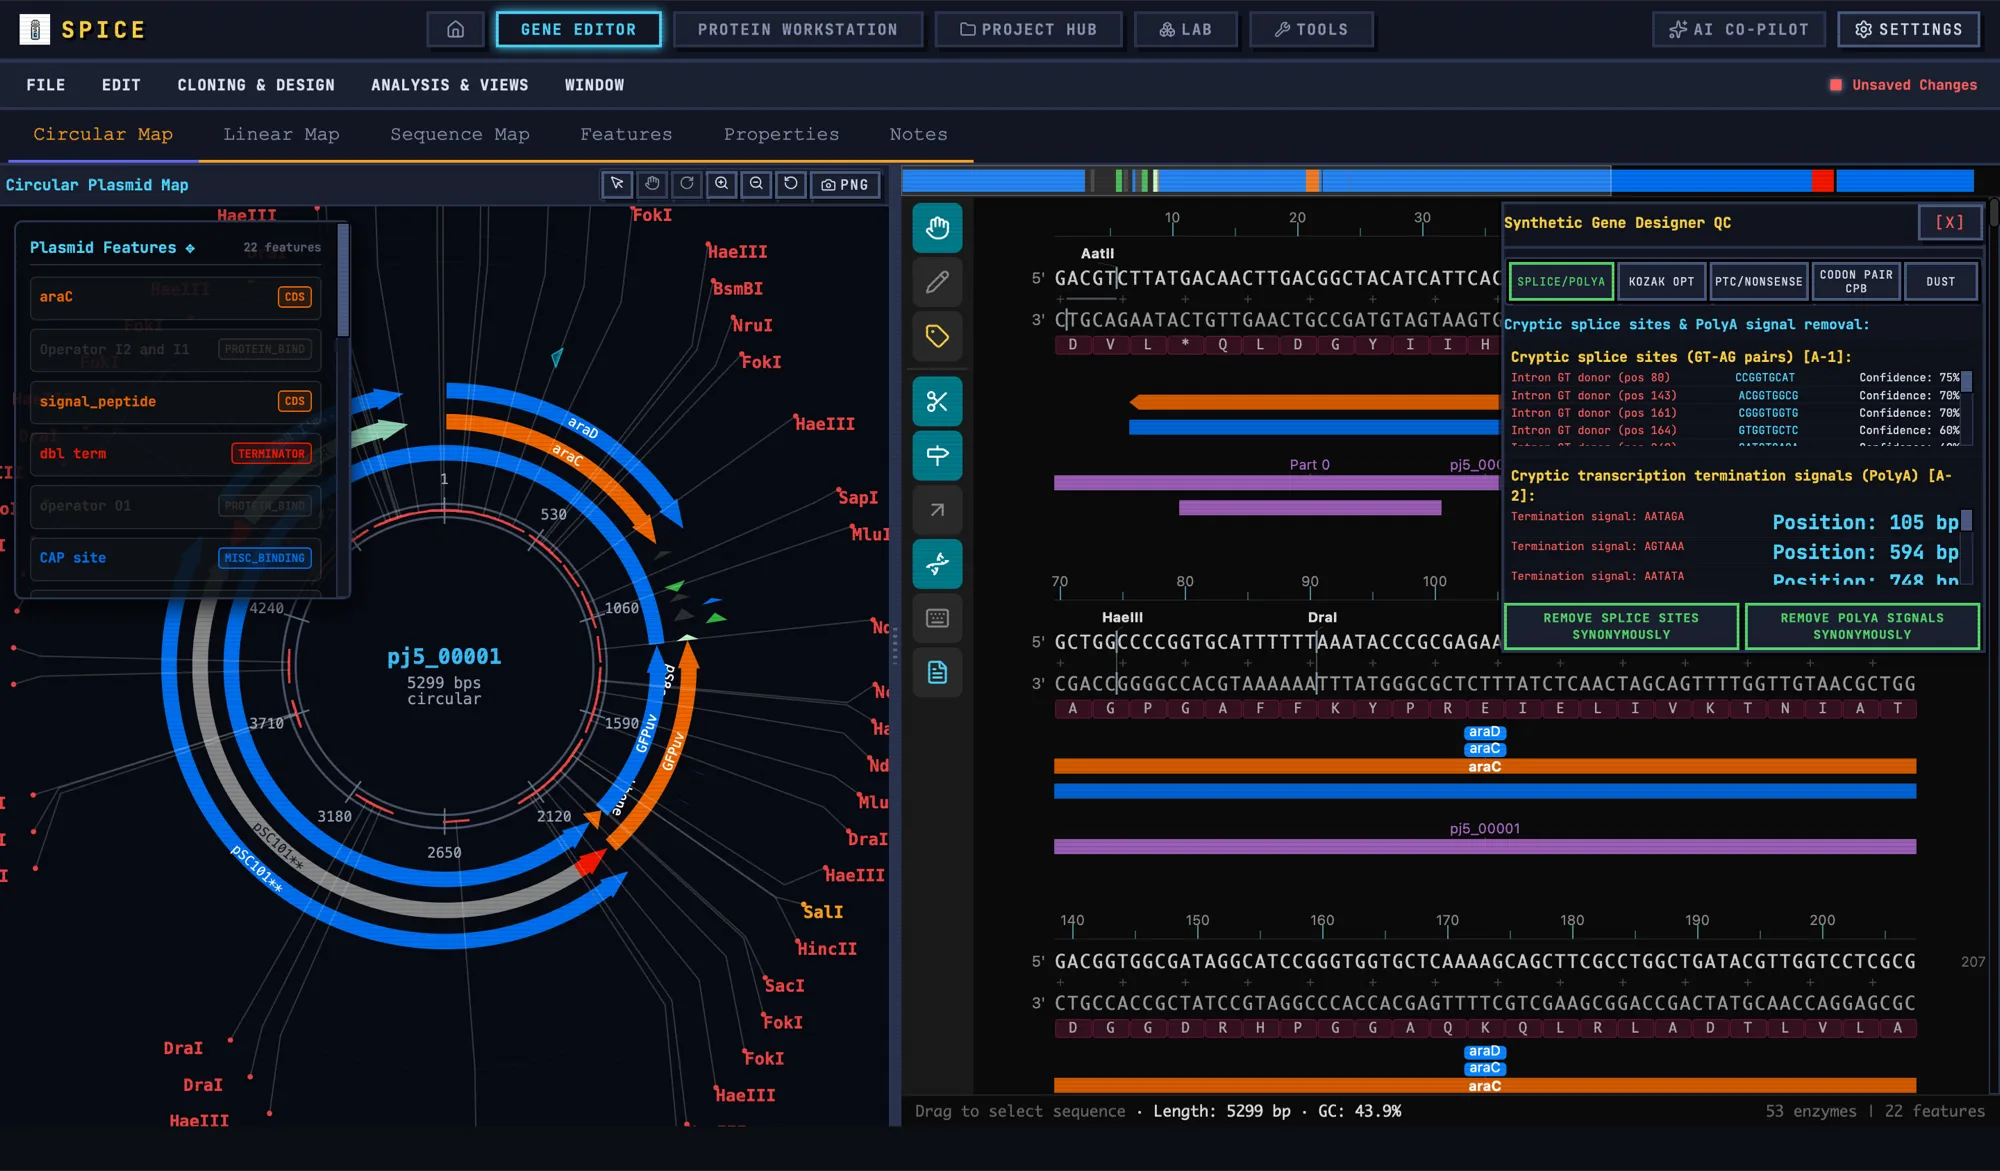 SPICE
GENE EDITOR
PROTEIN WORKSTATION
PROJECT HUB
LAB
TOOLS
AI CO-PILOT
SETTINGS
FILE
EDIT
CLONING & DESIGN
ANALYSIS & VIEWS
WINDOW
Unsaved Changes
Circular Map
Linear Map
Sequence Map
Features
Properties
Notes
Circular Plasmid Map
PNG
Plasmid Features
22 features
araC
CDS
Operator I2 and I1
PROTEIN_BIND
signal_peptide
CDS
dbl term
TERMINATOR
operator O1
PROTEIN_BIND
CAP site
MISC_BINDING
HaeIII
FokI
HaeIII
BsmBI
NruI
FokI
HaeIII
SapI
MluI
DraI
HaeIII
SalI
HincII
SacI
FokI
FokI
HaeIII
DraI
DraI
HaeIII
araD
araC
GFPuv
GFPuv
pSC101**
pSC101**
1
530
1060
1590
2120
2650
3180
3710
4240
pj5_00001
5299 bps
circular
10
20
30
AatII
5'
GACGTCTTATGACAACTTGACGGCTACATCATTCAC
3'
CTGCAGAATACTGTTGAACTGCCGATGTAGTAAGTG
D V L * Q L D G Y I I H
Part 0
70
80
90
100
HaeIII
DraI
5'
GCTGGCCCCGGTGCATTTTTTAAATACCCGCGAGAA
3'
CGACCGGGGCCACGTAAAAAATTTATGGGCGCTCTTTATCTCAACTAGCAGTTTTGGTTGTAACGCTGG
A G P G A F F K Y P R E I E L I V K T N I A T
araD
araC
araC
pj5_00001
140
150
160
170
180
190
200
5'
GACGGTGGCGATAGGCATCCGGGTGGTGCTCAAAAGCAGCTTCGCCTGGCTGATACGTTGGTCCTCGCG
207
3'
CTGCCACCGCTATCCGTAGGCCCACCACGAGTTTTCGTCGAAGCGGACCGACTATGCAACCAGGAGCGC
D G G D R H P G G A Q K Q L R L A D T L V L A
araD
araC
araC
Synthetic Gene Designer QC
[X]
SPLICE/POLYA
KOZAK OPT
PTC/NONSENSE
CODON PAIR
CPB
DUST
Cryptic splice sites & PolyA signal removal:
Cryptic splice sites (GT-AG pairs) [A-1]:
Intron GT donor (pos 80) CCGGTGCAT Confidence: 75%
Intron GT donor (pos 143) ACGGTGGCG Confidence: 70%
Intron GT donor (pos 161) CGGGTGGTG Confidence: 70%
Intron GT donor (pos 164) GTGGTGCTC Confidence: 60%
Cryptic transcription termination signals (PolyA) [A-
2]:
Termination signal: AATAGA Position: 105 bp
Termination signal: AGTAAA Position: 594 bp
Termination signal: AATATA Position: 748 bp
REMOVE SPLICE SITES
SYNONYMOUSLY
REMOVE POLYA SIGNALS
SYNONYMOUSLY
Drag to select sequence · Length: 5299 bp · GC: 43.9%
53 enzymes | 22 features